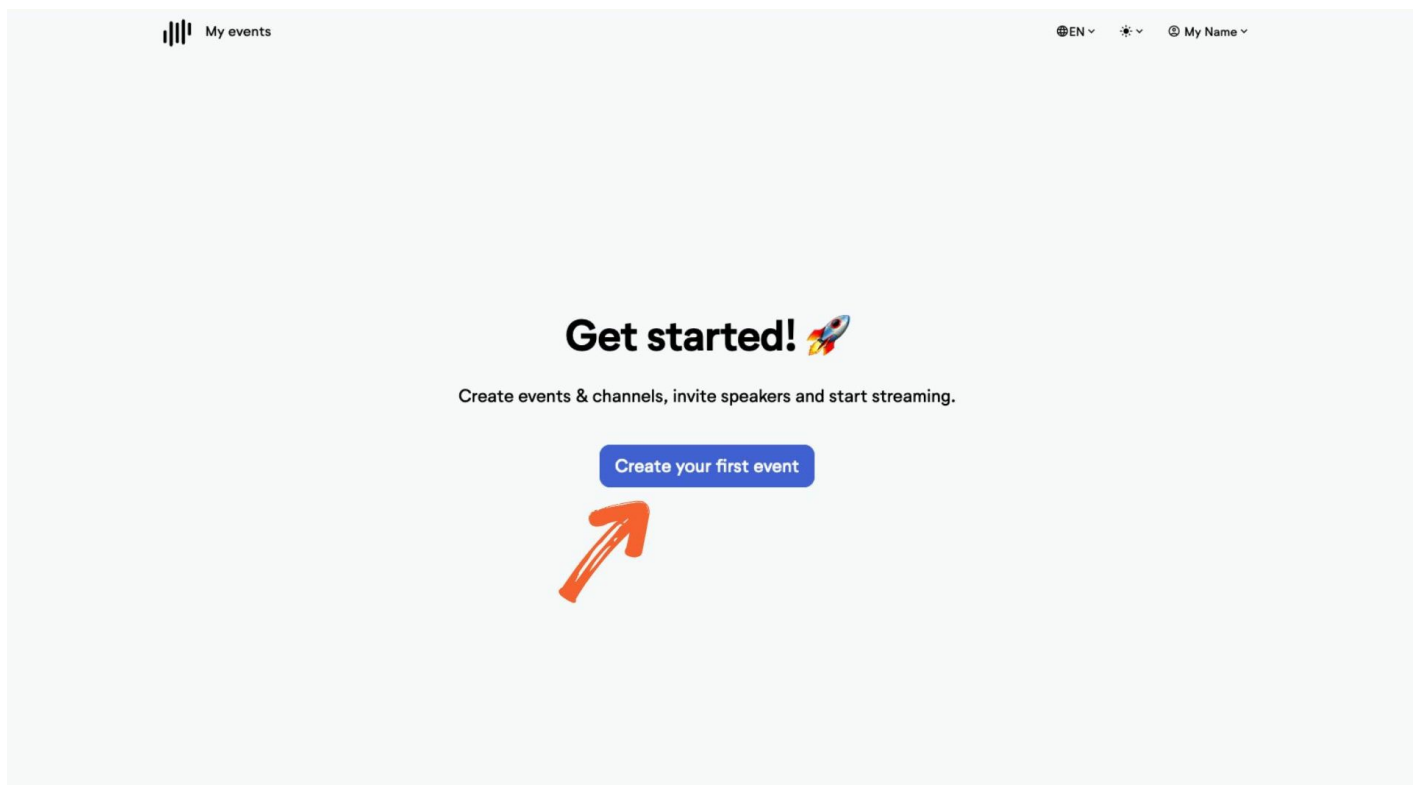 My events
EN
My Name
Get started! 🚀
Create events & channels, invite speakers and start streaming.
Create your first event